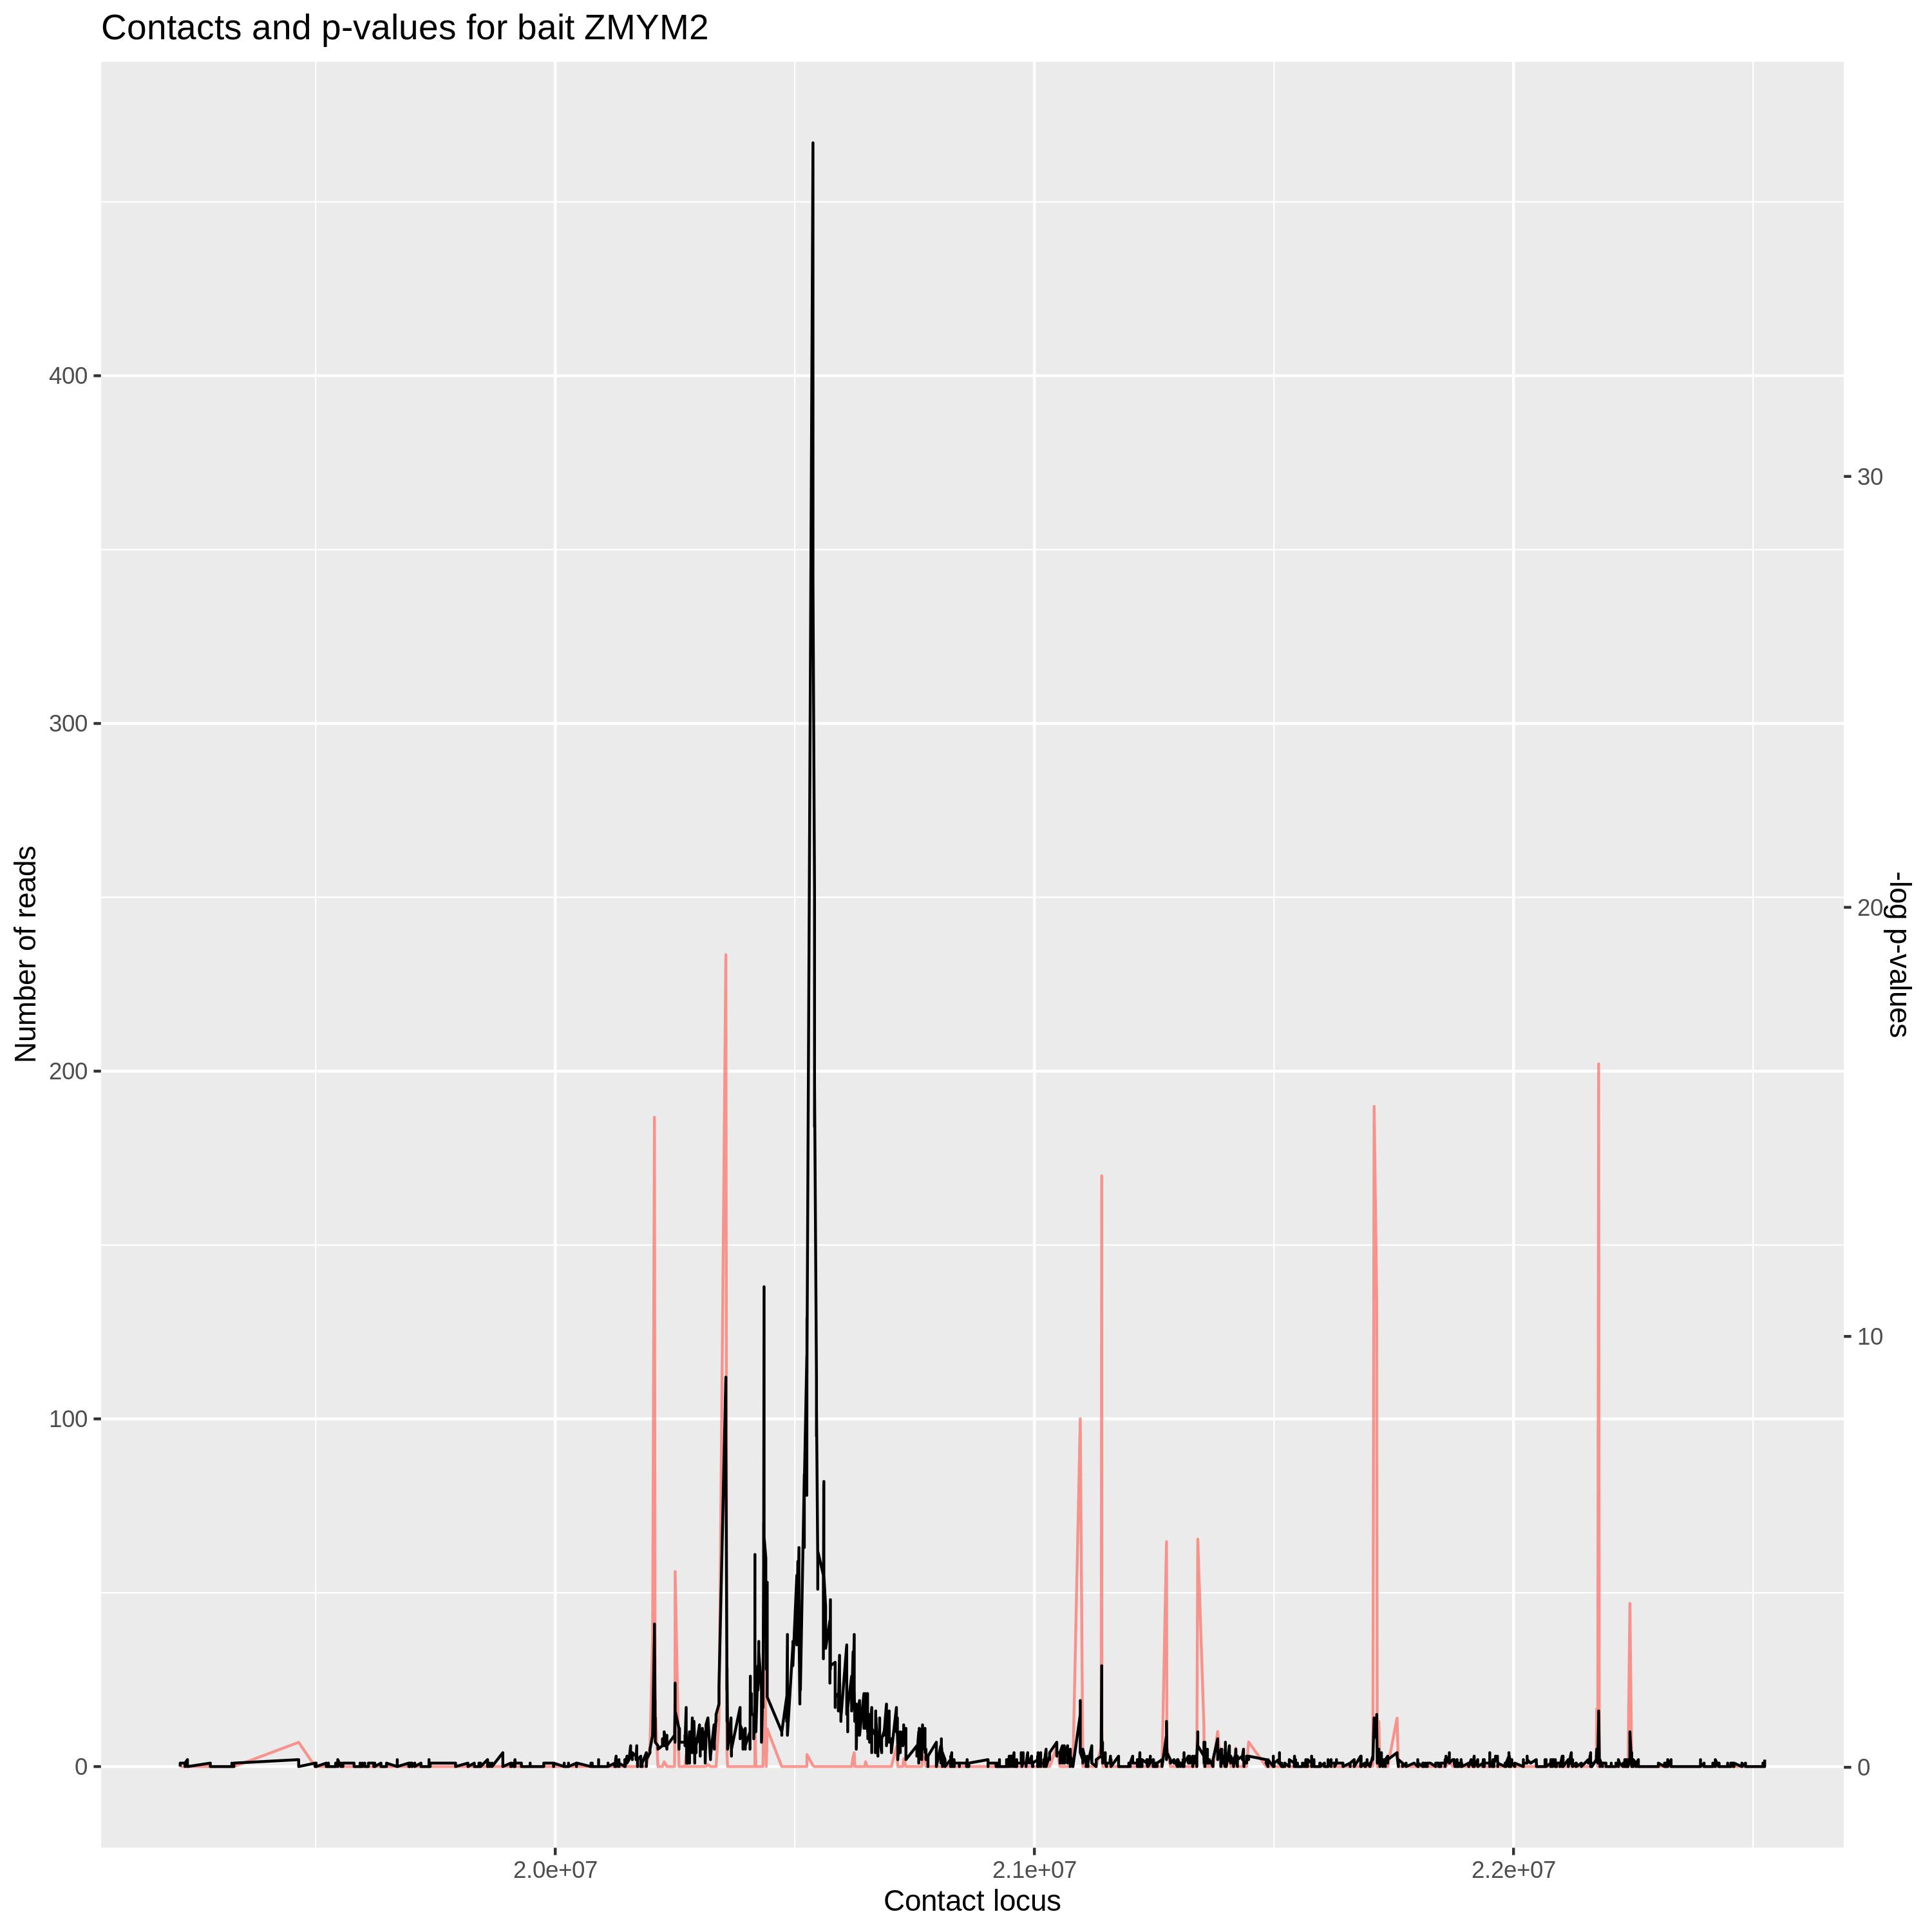 Contacts and p-values for bait ZMYM2
Number of reads
400
300
200
100
0
30
20
10
0
-log p-values
2.0e+07
2.1e+07
2.2e+07
Contact locus